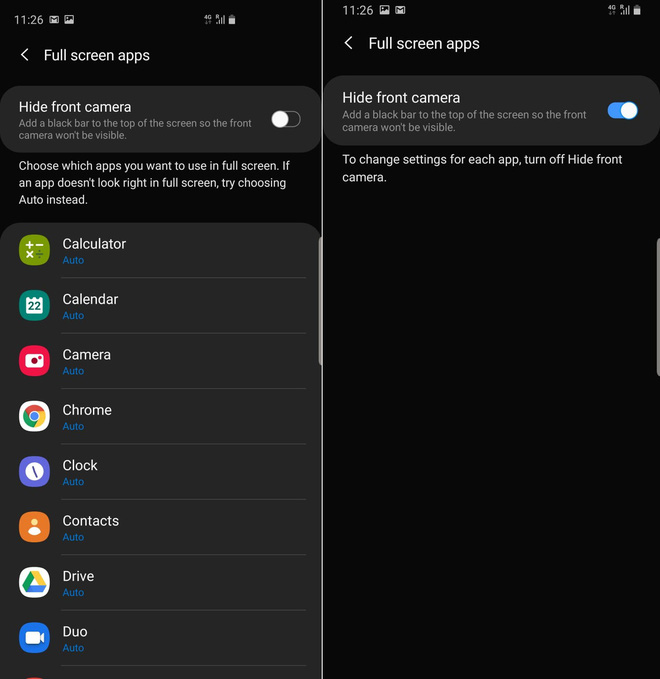 11:26
4G R
Full screen apps
Hide front camera
Add a black bar to the top of the screen so the front
camera won't be visible.
Choose which apps you want to use in full screen. If
an app doesn't look right in full screen, try choosing
Auto instead.
Calculator
Auto
22
Calendar
Auto
Camera
Auto
Chrome
Auto
Clock
Auto
Contacts
Auto
Drive
Auto
Duo
Auto
11:26
4G R
Full screen apps
Hide front camera
Add a black bar to the top of the screen so the front
camera won't be visible.
To change settings for each app, turn off Hide front
camera.